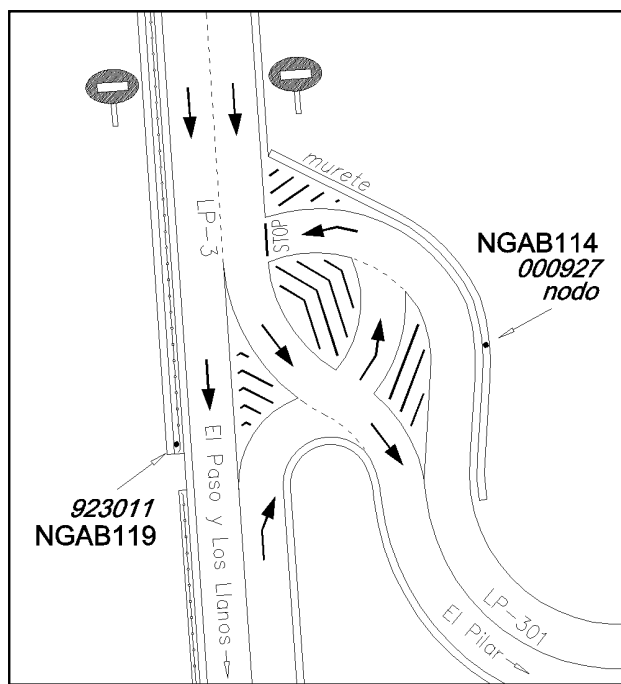 murete
LP-3
STOP
NGAB114
000927
nodo
El Paso y Los Llanos
923011
NGAB119
LP-301
El Pilar